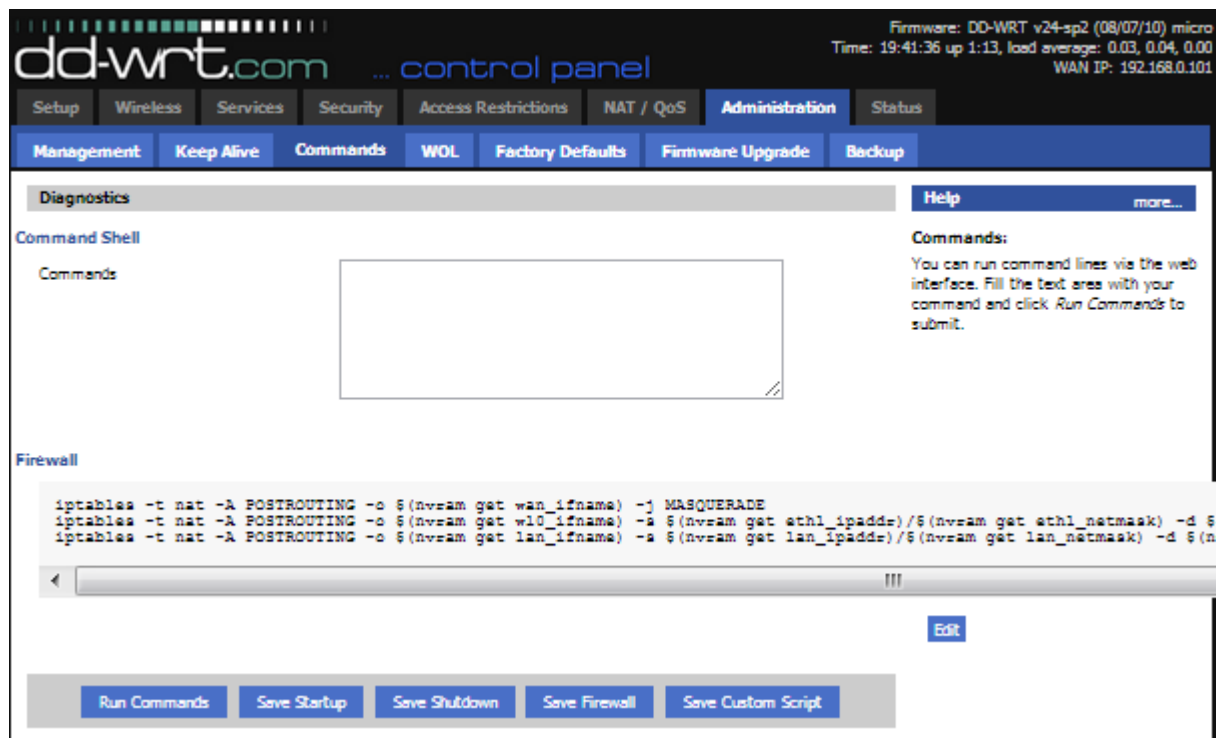 Firmware: DD-WRT v24-sp2 (08/07/10) micro
Time: 19:41:36 up 1:13, load average: 0.03, 0.04, 0.00
WAN IP: 192.168.0.101
dd-wrt.com ... control panel
Setup Wireless Services Security Access Restrictions NAT / QoS Administration Status
Management Keep Alive Commands WOL Factory Defaults Firmware Upgrade Backup
Diagnostics
Help more...
Command Shell
Commands:
Commands
You can run command lines via the web
interface. Fill the text area with your
command and click Run Commands to
submit.
Firewall
iptables -t nat -A POSTROUTING -o $(nvram get wan_ifname) -j MASQUERADE
iptables -t nat -A POSTROUTING -o $(nvram get wl0_ifname) -s $(nvram get eth1_ipaddr)/$(nvram get eth1_netmask) -d $
iptables -t nat -A POSTROUTING -o $(nvram get lan_ifname) -s $(nvram get lan_ipaddr)/$(nvram get lan_netmask) -d $(n
Edit
Run Commands Save Startup Save Shutdown Save Firewall Save Custom Script